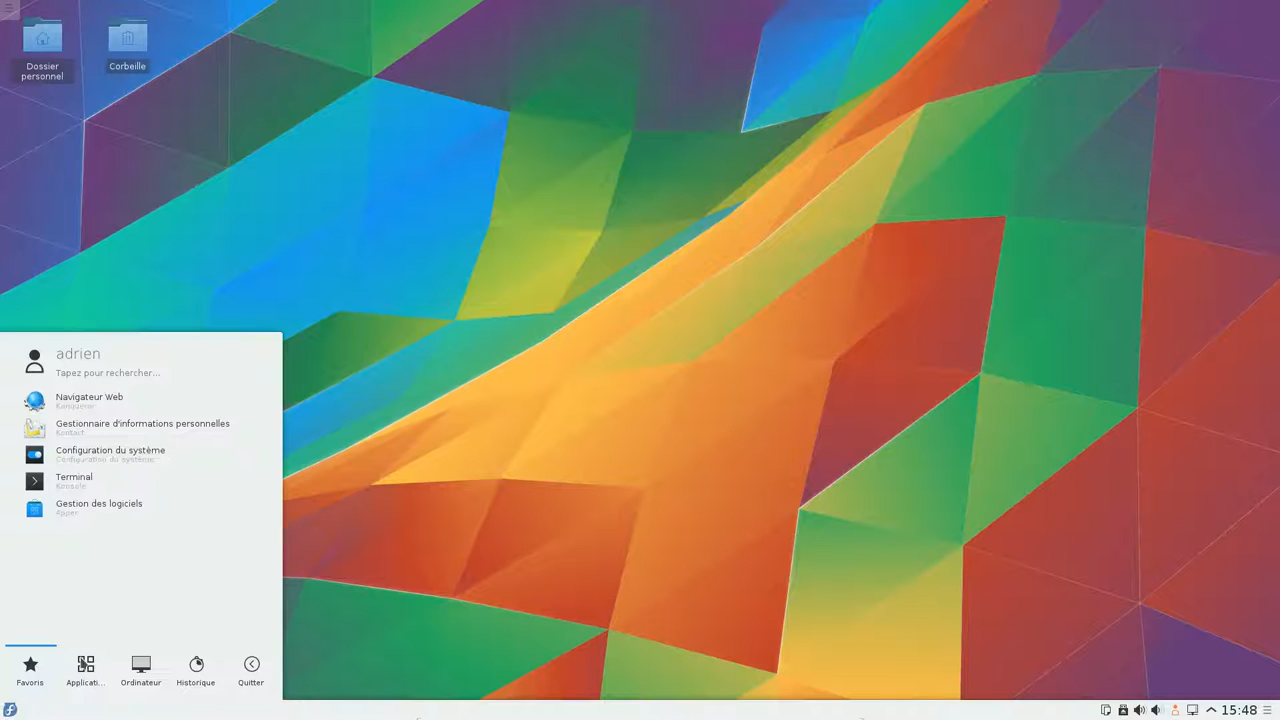 Dossier
personnel
Corbeille
adrien
Tapez pour rechercher...
Navigateur Web
Konqueror
Gestionnaire d'informations personnelles
Kontact
Configuration du système
Configuration du système
Terminal
Konsole
Gestion des logiciels
Apper
Favoris
Applicati...
Ordinateur
Historique
Quitter
15:48